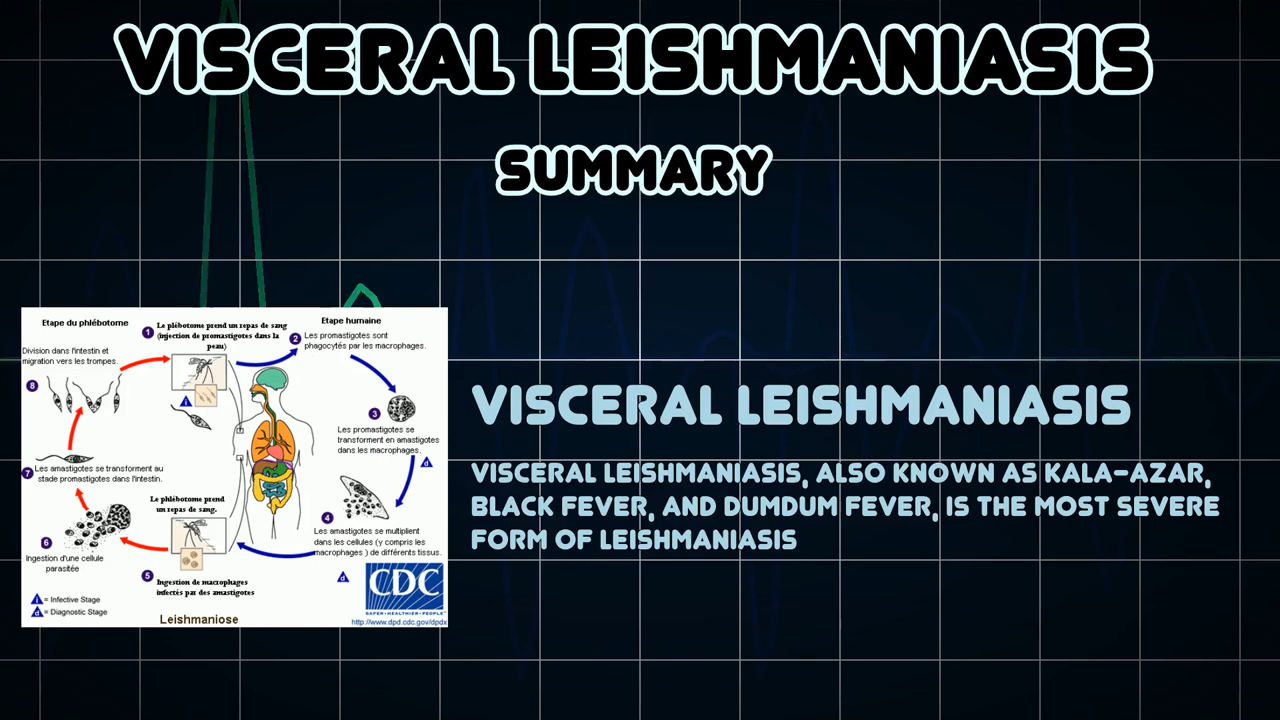 VISCERAL LEISHMANIASIS
SUMMARY
Etape du phlébotome
Etape humaine
1
Le plébotome prend un repas de sang
(injection de promastigotes dans la
peau)
2
Les promastigotes sont
phagocytés par les macrophages.
Division dans l'intestin et
migration vers les trompes.
8
i
3
Les promastigotes se
transforment en amastigotes
dans les macrophages.
d
7
Les amastigotes se transforment au
stade promastigotes dans l'intestin.
Le phlébotome prend
un repas de sang.
4
Les amastigotes se multiplient
dans les cellules (y compris les
macrophages ) de différents tissus.
6
Ingestion d'une cellule
parasitée
5
Ingestion de macrophages
infectés par des amastigotes
d
i = Infective Stage
d = Diagnostic Stage
Leishmaniose
CDC
SAFER•HEALTHIER•PEOPLE™
http://www.dpd.cdc.gov/dpdx
VISCERAL LEISHMANIASIS
VISCERAL LEISHMANIASIS, ALSO KNOWN AS KALA-AZAR,
BLACK FEVER, AND DUMDUM FEVER, IS THE MOST SEVERE
FORM OF LEISHMANIASIS